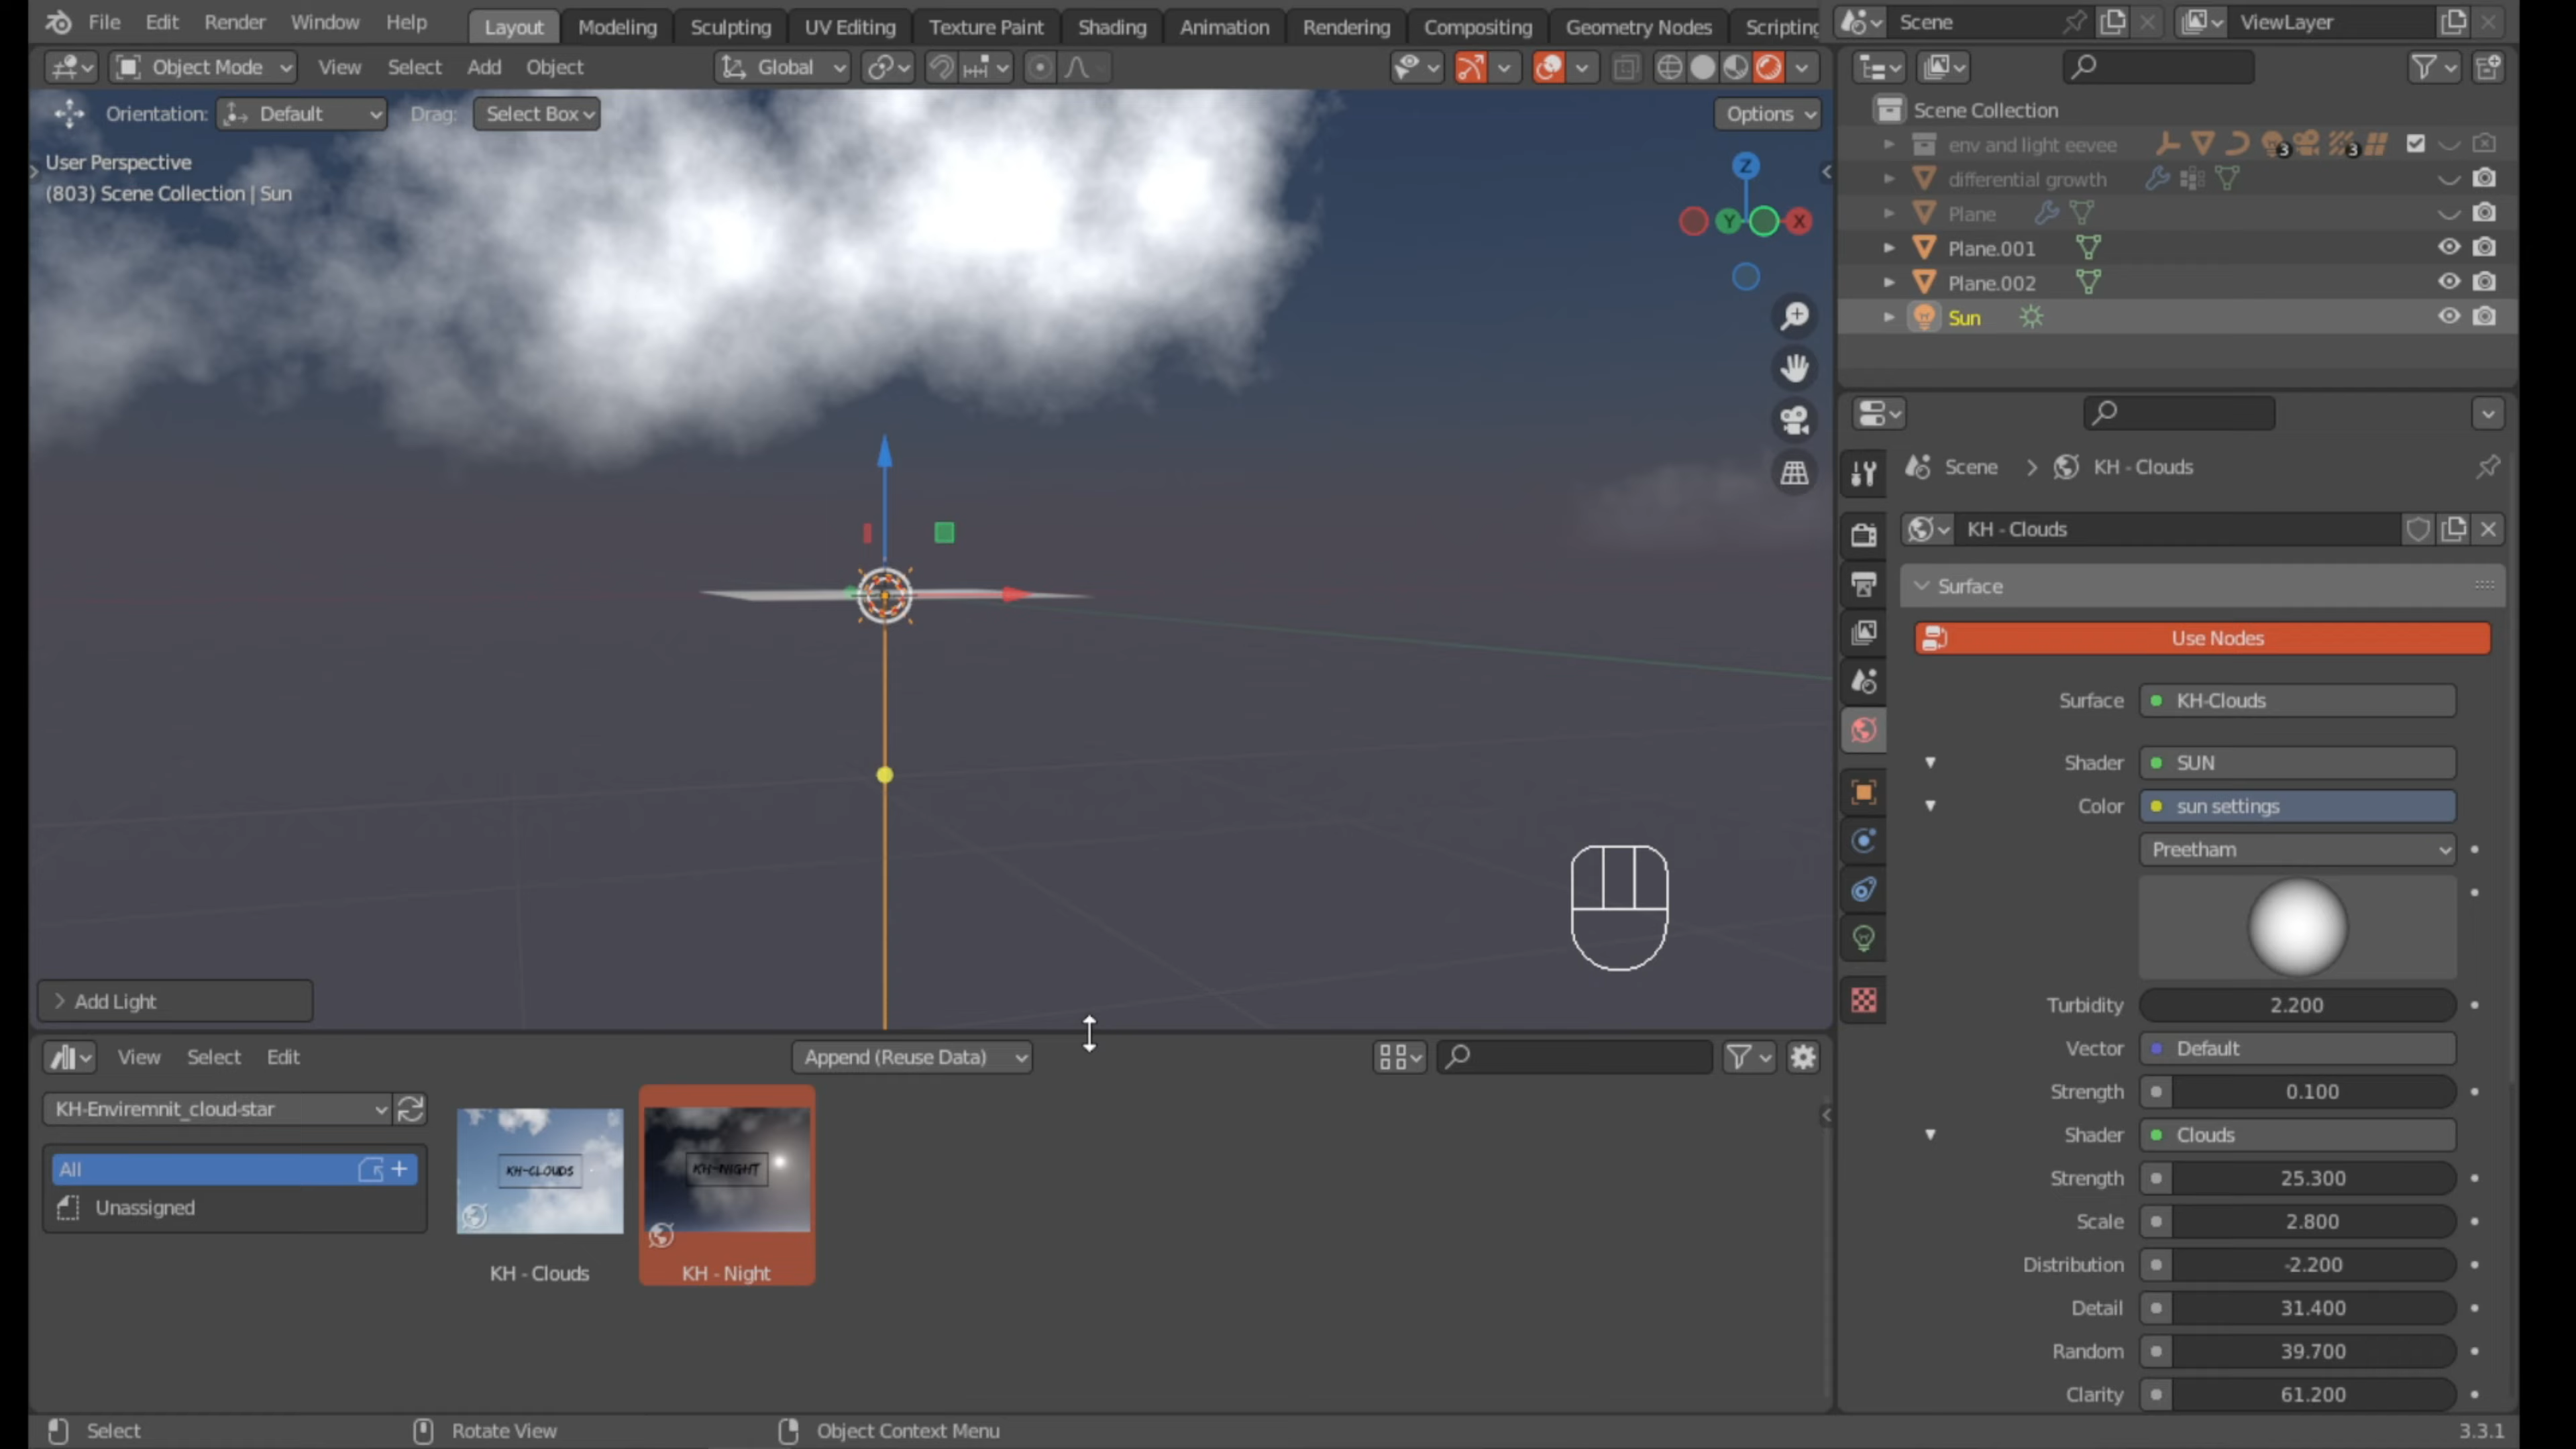 File Edit Render Window Help Layout Modeling Sculpting UV Editing Texture Paint Shading Animation Rendering Compositing Geometry Nodes Scripting Scene ViewLayer
Object Mode View Select Add Object Global
Orientation: Default Drag: Select Box Options
User Perspective
(803) Scene Collection | Sun
Z
Y
X
Scene Collection
env and light eevee 3 3
differential growth
Plane
Plane.001
Plane.002
Sun
Scene > KH - Clouds
KH - Clouds
Surface
Use Nodes
Surface KH-Clouds
Shader SUN
Color sun settings
Preetham
Turbidity 2.200
Vector Default
Strength 0.100
Shader Clouds
Strength 25.300
Scale 2.800
Distribution -2.200
Detail 31.400
Random 39.700
Clarity 61.200
Add Light
View Select Edit Append (Reuse Data)
KH-Enviremnit_cloud-star
All
Unassigned
KH-CLOUDS
KH-NIGHT
KH - Clouds
KH - Night
Select Rotate View Object Context Menu 3.3.1